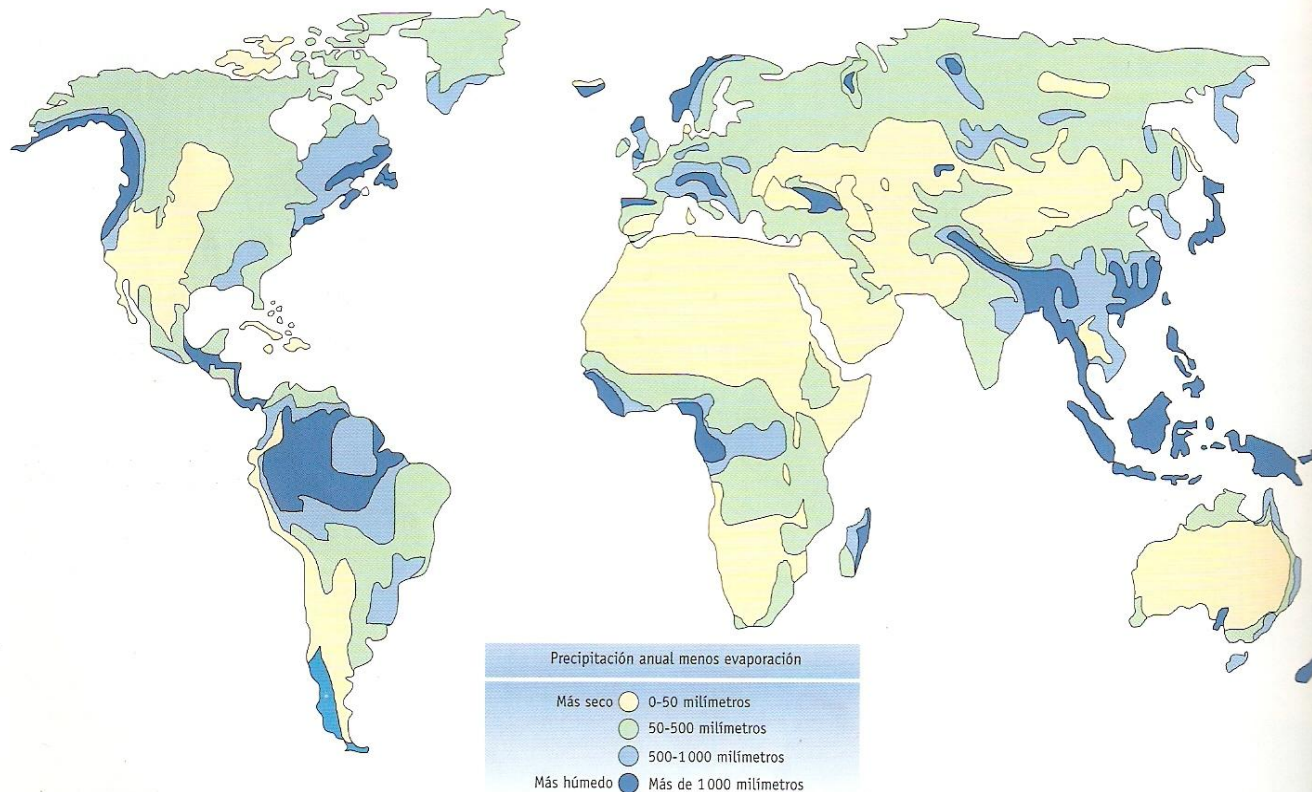 Precipitación anual menos evaporación
Más seco 0-50 milímetros
50-500 milímetros
500-1000 milímetros
Más húmedo Más de 1000 milímetros